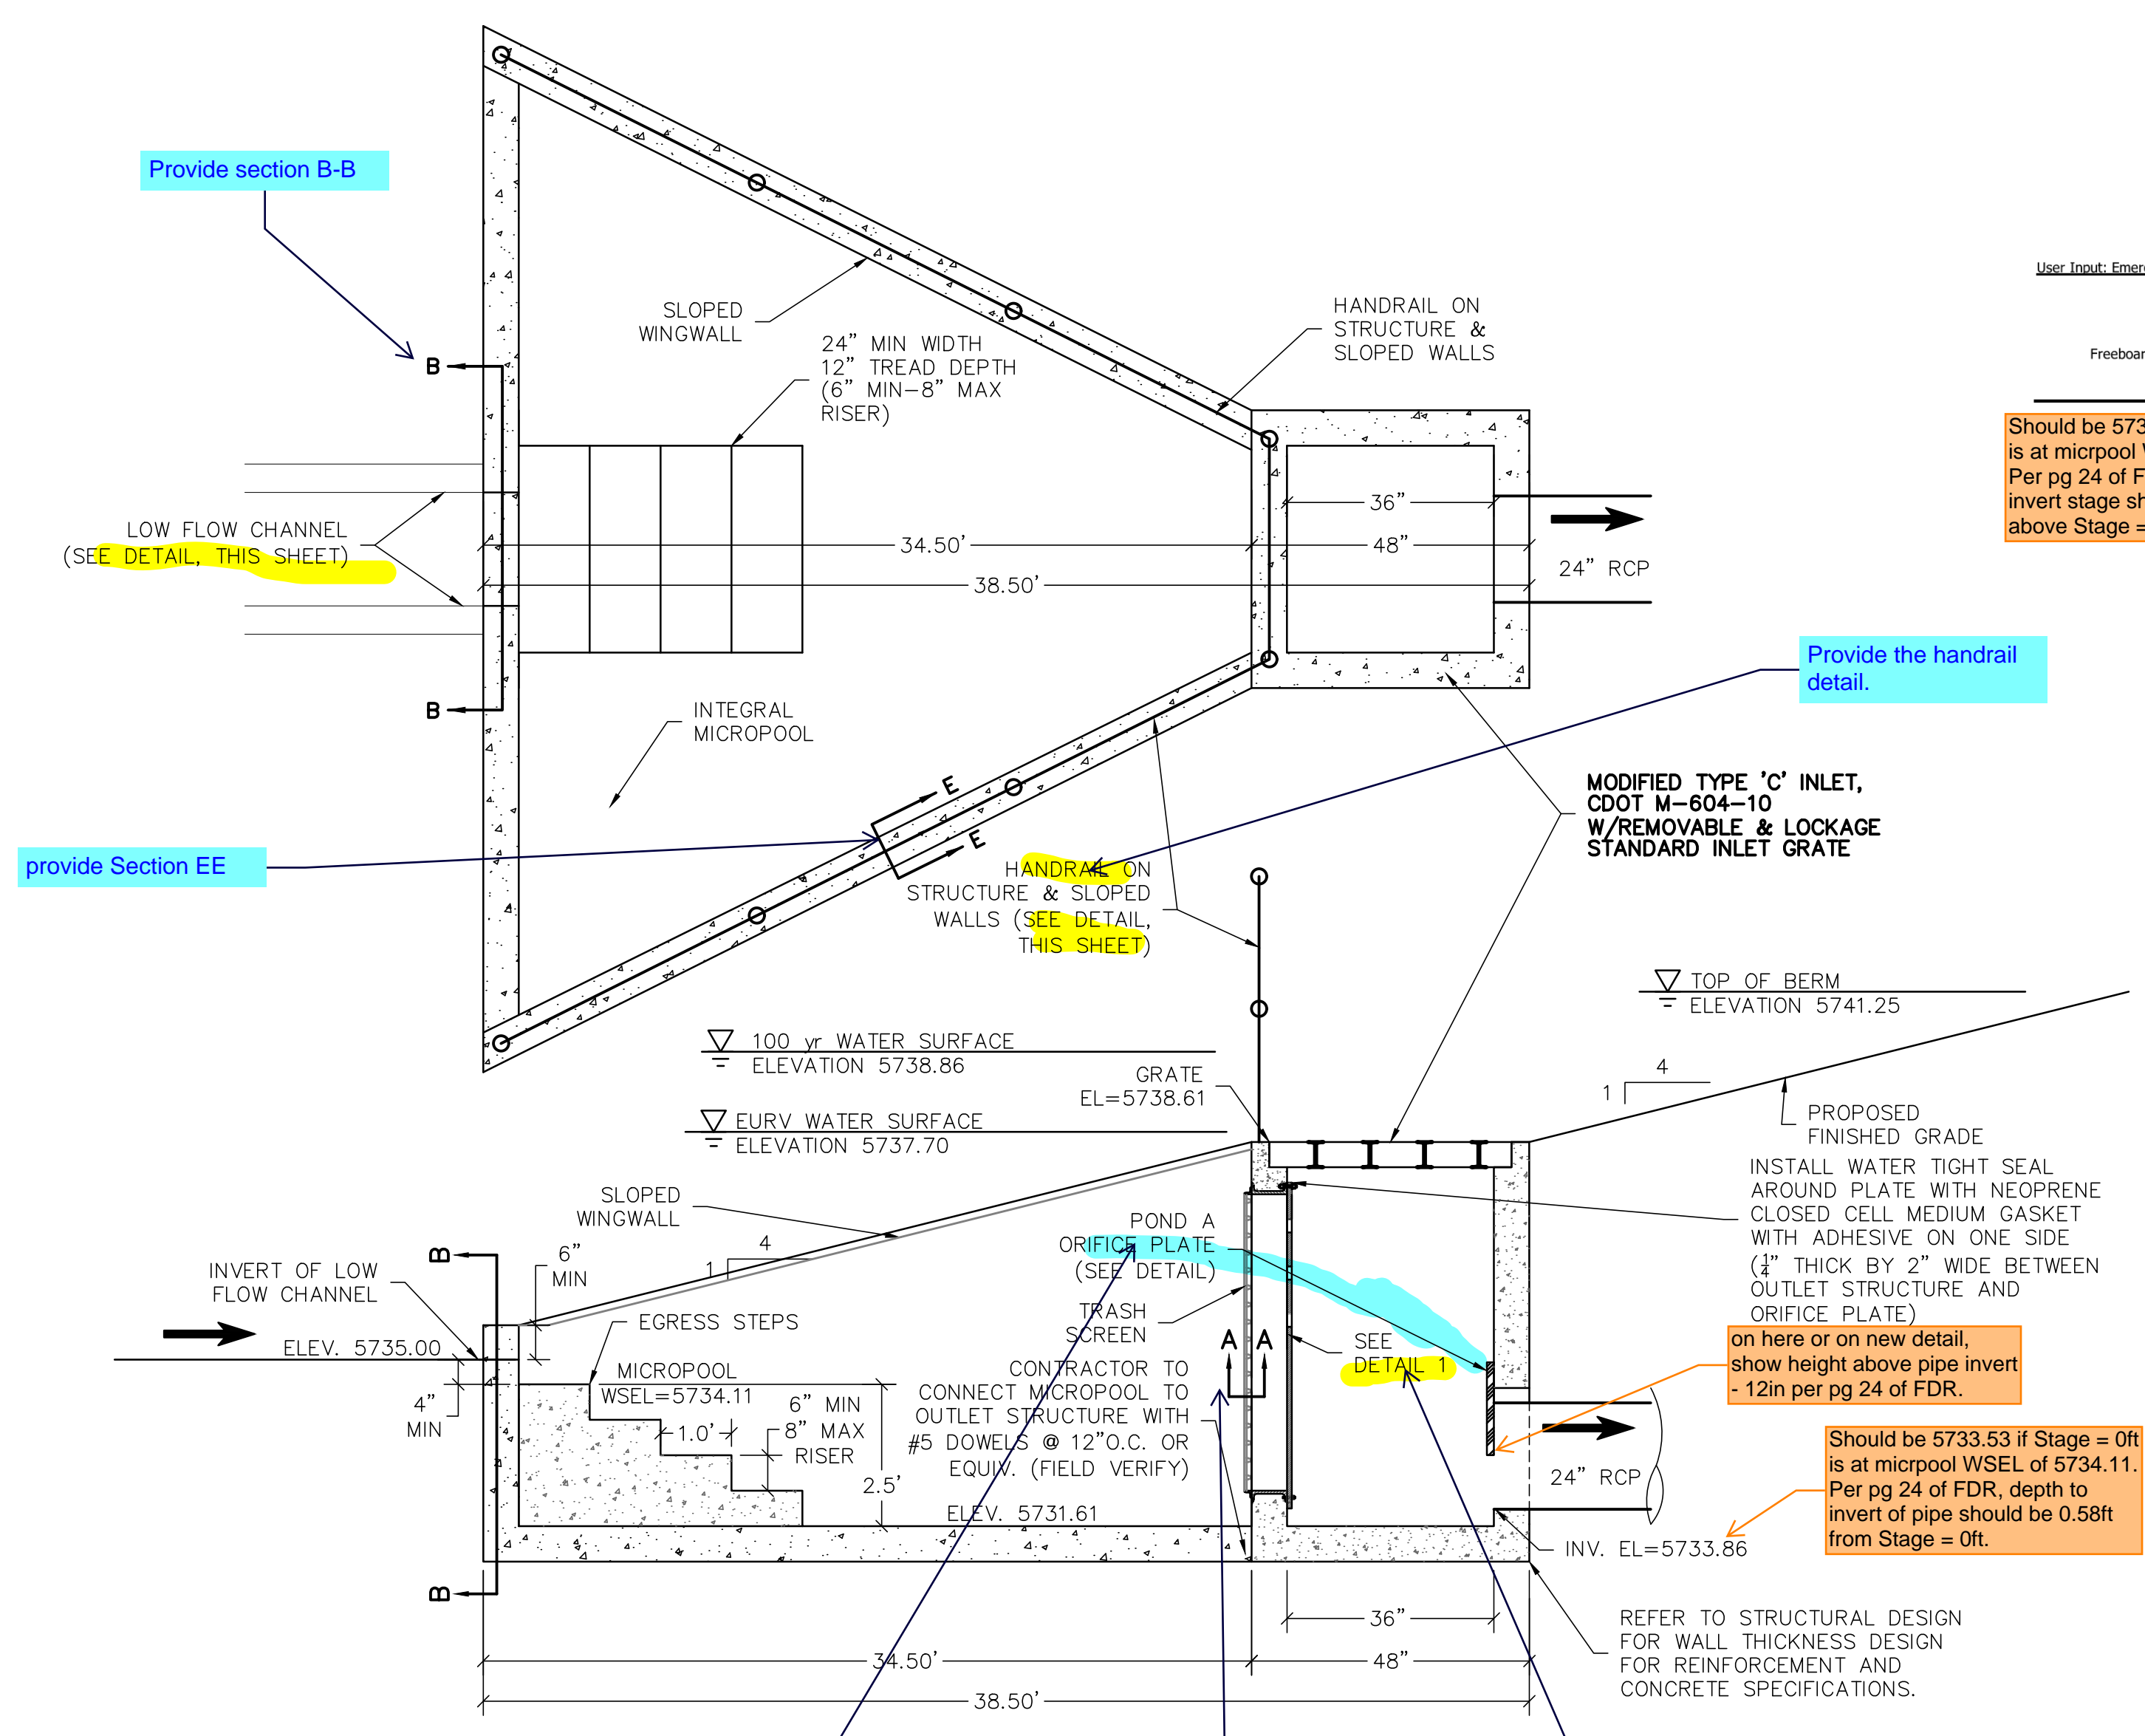 Provide section B-B
B
B
SLOPED
WINGWALL
24" MIN WIDTH
12" TREAD DEPTH
(6" MIN-8" MAX
RISER)
HANDRAIL ON
STRUCTURE &
SLOPED WALLS
User Input: Emer
Freeboar
Should be 573
is at micrpool
Per pg 24 of F
invert stage sh
above Stage =
LOW FLOW CHANNEL
(SEE DETAIL, THIS SHEET)
36"
34.50'
48"
38.50'
24" RCP
Provide the handrail
detail.
INTEGRAL
MICROPOOL
E
E
provide Section EE
HANDRAIL ON
STRUCTURE & SLOPED
WALLS (SEE DETAIL,
THIS SHEET)
MODIFIED TYPE 'C' INLET,
CDOT M-604-10
W/REMOVABLE & LOCKAGE
STANDARD INLET GRATE
TOP OF BERM
ELEVATION 5741.25
100 yr WATER SURFACE
ELEVATION 5738.86
GRATE
EL=5738.61
EURV WATER SURFACE
ELEVATION 5737.70
4
1
PROPOSED
FINISHED GRADE
INSTALL WATER TIGHT SEAL
AROUND PLATE WITH NEOPRENE
CLOSED CELL MEDIUM GASKET
WITH ADHESIVE ON ONE SIDE
(1/4" THICK BY 2" WIDE BETWEEN
OUTLET STRUCTURE AND
ORIFICE PLATE)
SLOPED
WINGWALL
4
1
POND A
ORIFICE PLATE
(SEE DETAIL)
TRASH
SCREEN
A A
SEE
DETAIL 1
B
6"
MIN
INVERT OF LOW
FLOW CHANNEL
ELEV. 5735.00
EGRESS STEPS
MICROPOOL
WSEL=5734.11
4"
MIN
1.0'
6" MIN
8" MAX
RISER
2.5'
CONTRACTOR TO
CONNECT MICROPOOL TO
OUTLET STRUCTURE WITH
#5 DOWELS @ 12"O.C. OR
EQUIV. (FIELD VERIFY)
ELEV. 5731.61
on here or on new detail,
show height above pipe invert
- 12in per pg 24 of FDR.
24" RCP
Should be 5733.53 if Stage = 0ft
is at micrpool WSEL of 5734.11.
Per pg 24 of FDR, depth to
invert of pipe should be 0.58ft
from Stage = 0ft.
INV. EL=5733.86
B
36"
34.50'
48"
38.50'
REFER TO STRUCTURAL DESIGN
FOR WALL THICKNESS DESIGN
FOR REINFORCEMENT AND
CONCRETE SPECIFICATIONS.